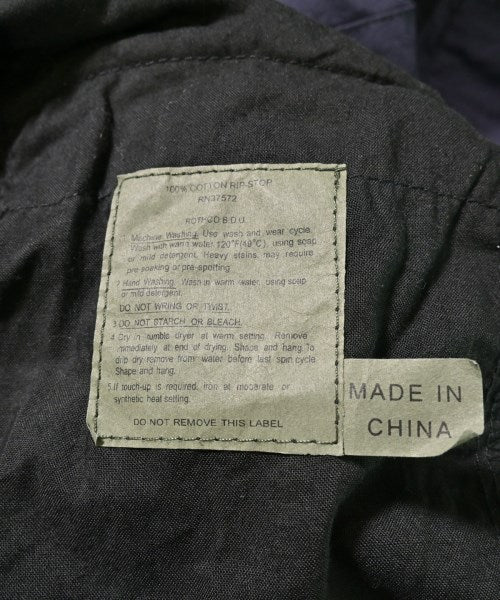 100% COTTON RIP-STOP
RN37572
ROTHCO B.D.U.
1. Machine Washing. Use wash and wear cycle.
Wash with warm water 120°F(49°C), using soap
or mild detergent. Heavy stains may require
pre-soaking or pre-spotting
2. Hand Washing. Wash in warm water, using soap
or mild detergent.
DO NOT WRING OR TWIST.
3. DO NOT STARCH OR BLEACH.
4. Dry in tumble dryer at warm setting. Remove
immediately at end of drying. Shape and hang. To
drip dry, remove from water before last spin cycle.
Shape and hang.
5. If touch-up is required, iron at moderate or
synthetic heat setting.
DO NOT REMOVE THIS LABEL
MADE IN
CHINA